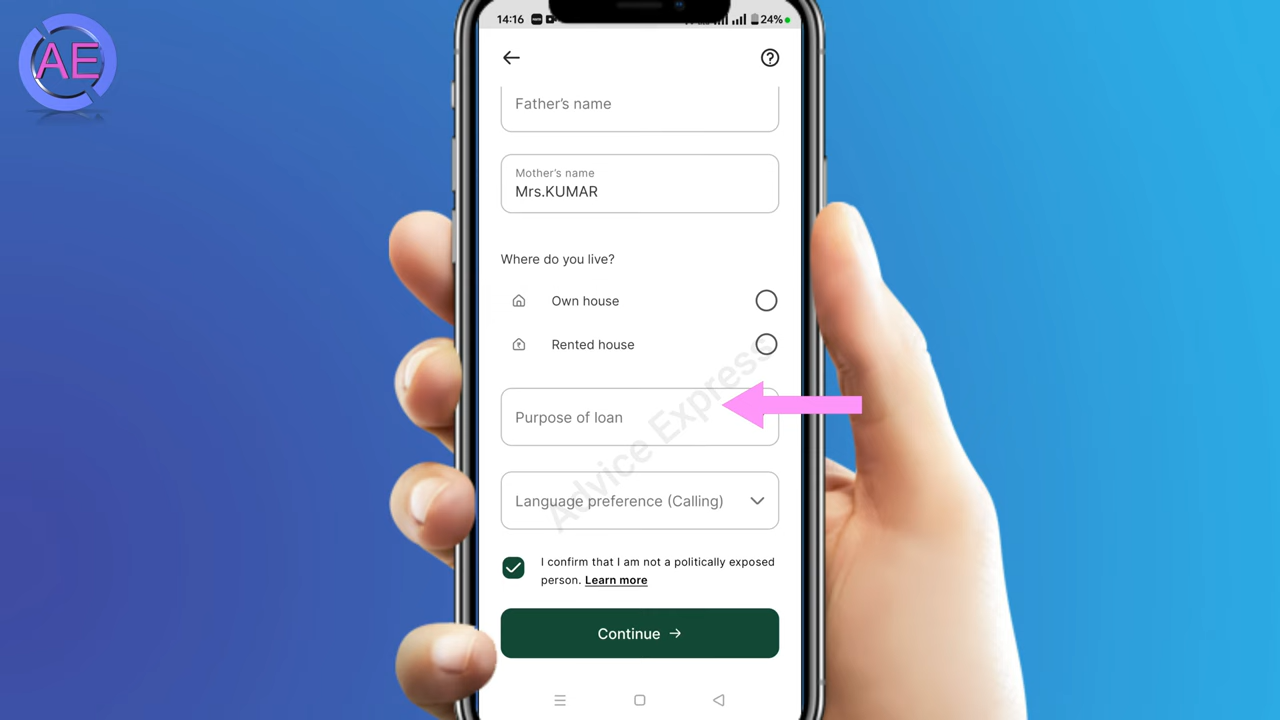 AE
14:16
24%
Father's name
Mother's name
Mrs.KUMAR
Where do you live?
Own house
Rented house
Purpose of loan
Advice Express
Language preference (Calling)
I confirm that I am not a politically exposed
person. Learn more
Continue →